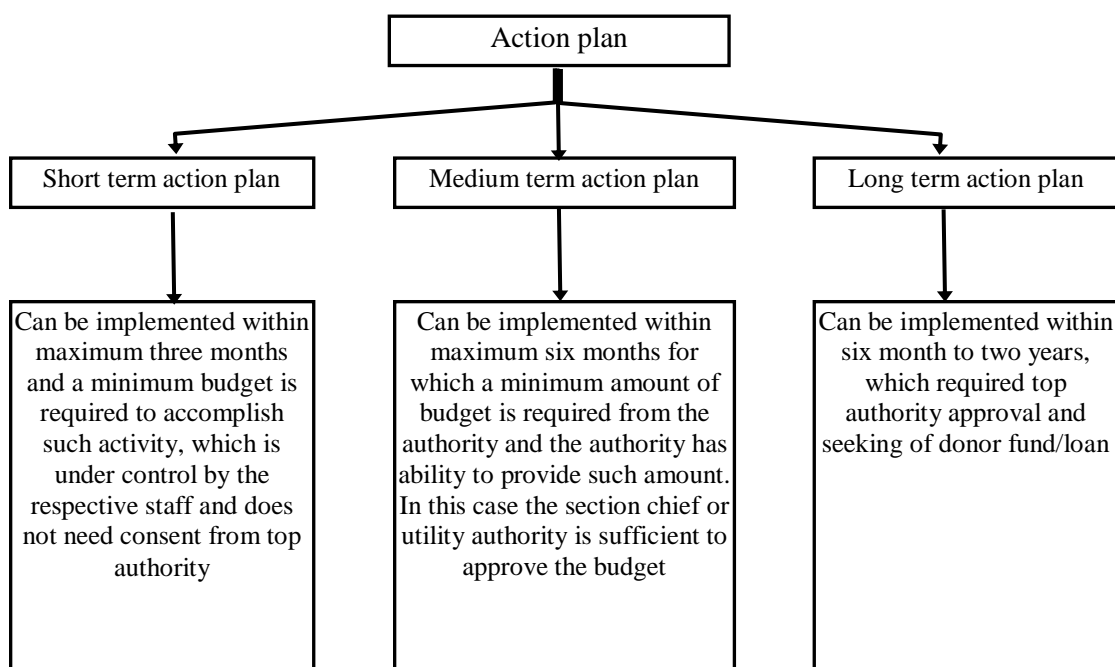 Action plan
Short term action plan
Medium term action plan
Long term action plan
Can be implemented within
maximum three months
and a minimum budget is
required to accomplish
such activity, which is
under control by the
respective staff and does
not need consent from top
authority
Can be implemented within
maximum six months for
which a minimum amount of
budget is required from the
authority and the authority has
ability to provide such amount.
In this case the section chief or
utility authority is sufficient to
approve the budget
Can be implemented within
six month to two years,
which required top
authority approval and
seeking of donor fund/loan